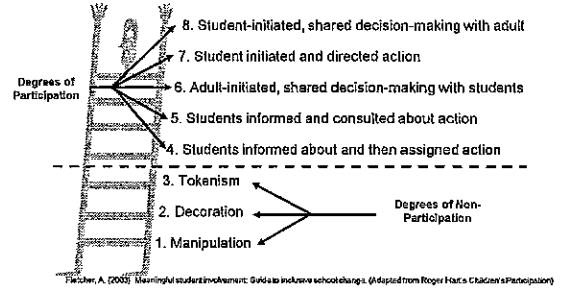 8. Student-initiated, shared decision-making with adult
7. Student initiated and directed action
Degrees of
Participation
6. Adult-initiated, shared decision-making with students
5. Students informed and consulted about action
4. Students informed about and then assigned action
3. Tokenism
2. Decoration
Degrees of Non-
Participation
1. Manipulation
Fletcher, A. (2003) Meaningful student involvement: Guide to inclusive school change. (Adapted from Roger Hart's Children's Participation)